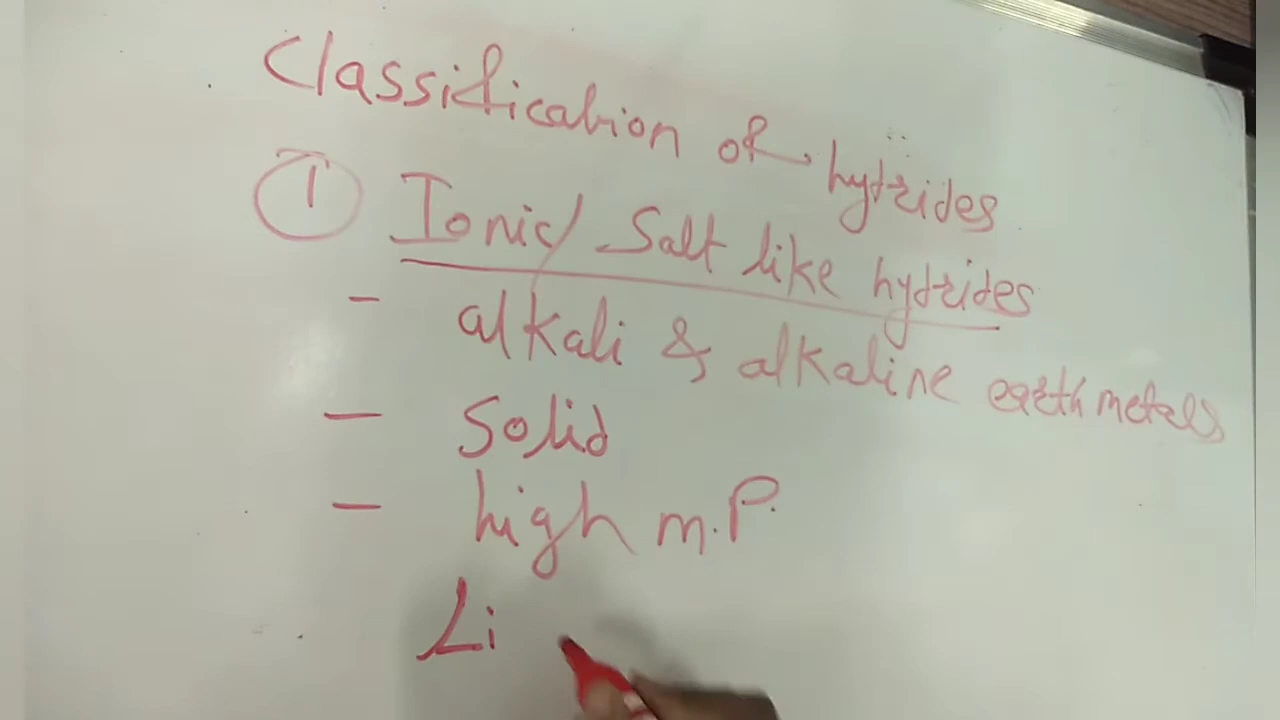 Classification of hydrides
① Ionic/ Salt like hydrides
- alkali & alkaline earth metals
- Solid
- high m.P.
Li